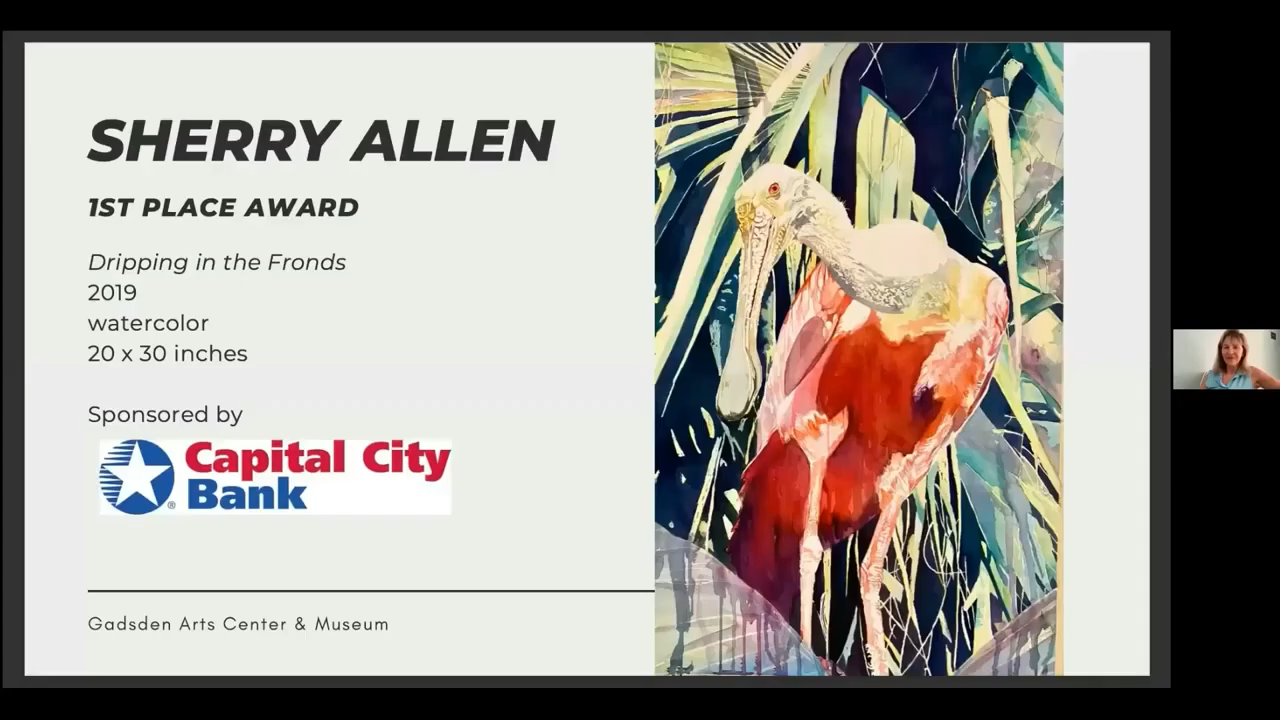 SHERRY ALLEN
1ST PLACE AWARD
Dripping in the Fronds
2019
watercolor
20 x 30 inches
Sponsored by
Capital City
Bank®
Gadsden Arts Center & Museum